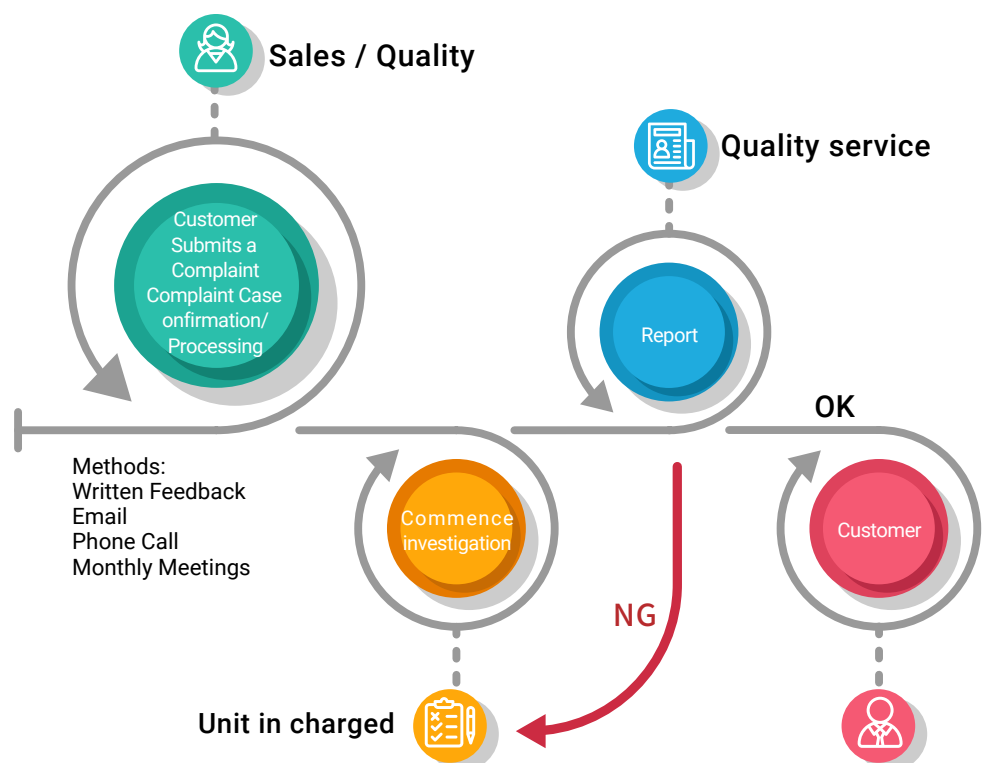 Sales / Quality
Quality service
Customer
Submits a
Complaint
Complaint Case
onfirmation/
Processing
Report
OK
Methods:
Written Feedback
Email
Phone Call
Monthly Meetings
Commence
investigation
Customer
NG
Unit in charged